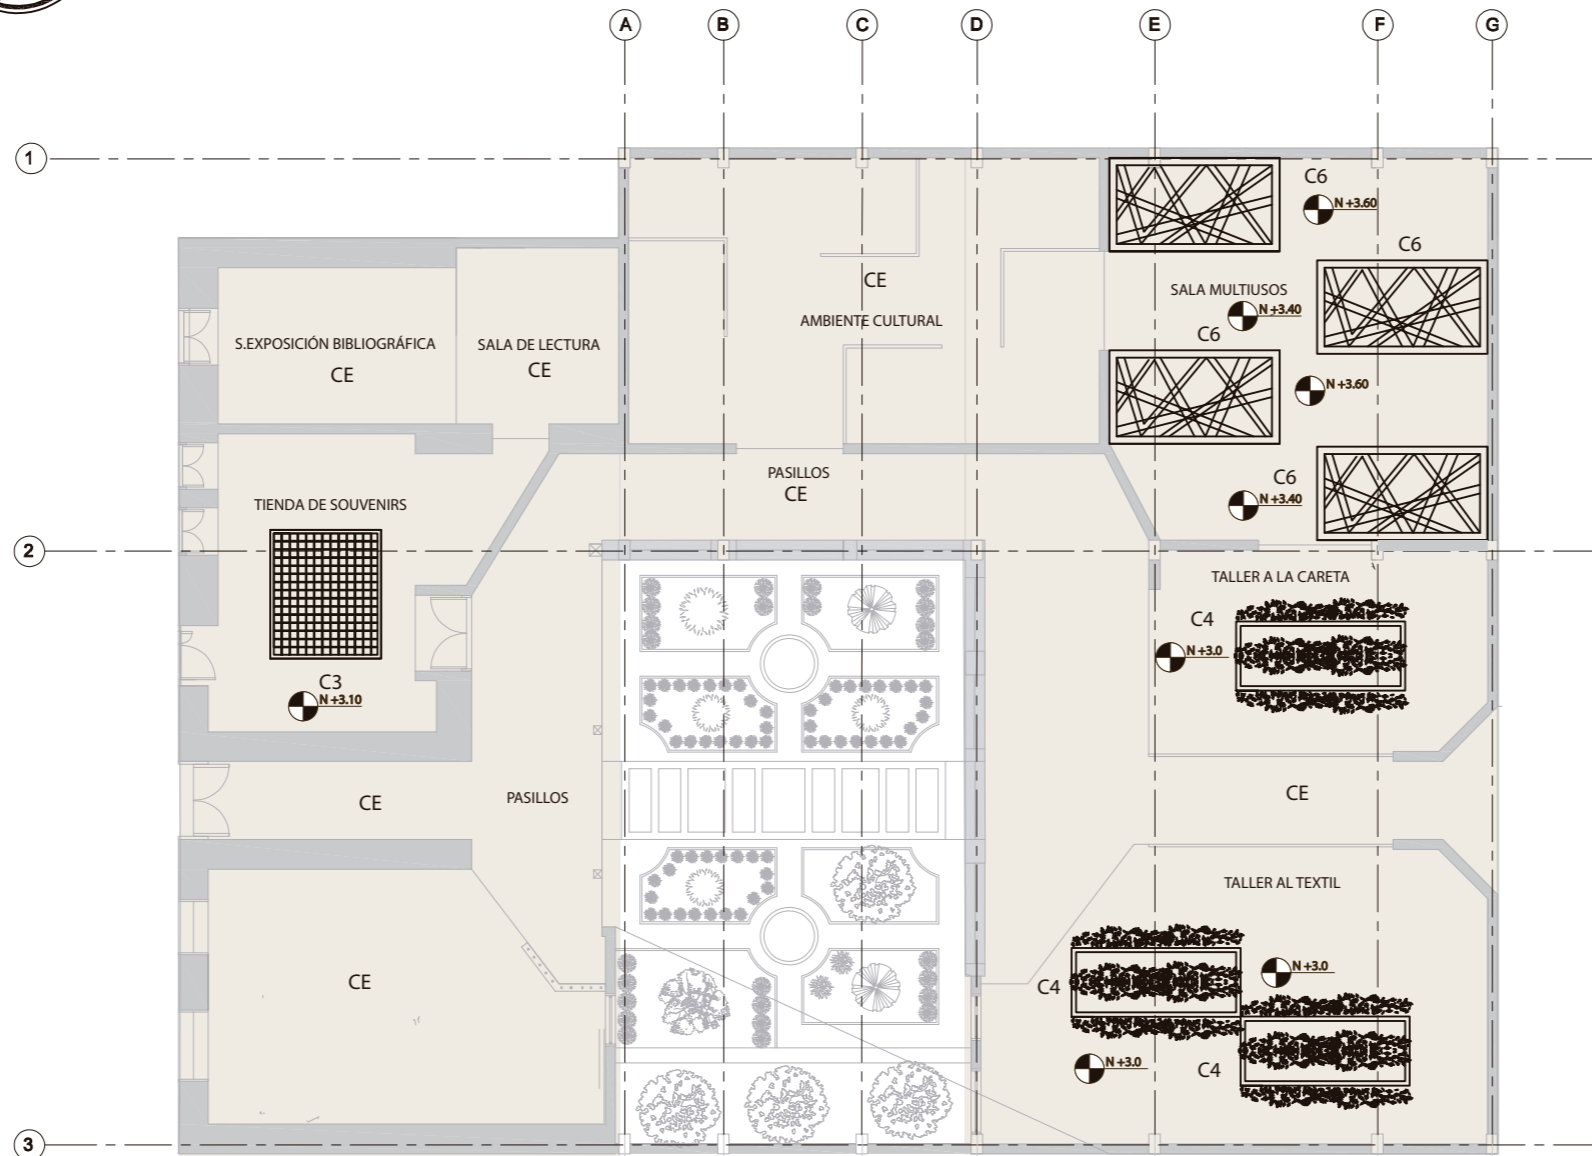 A B C D E F G
1
C6
N +3.60
C6
CE
SALA MULTIUSOS
N +3.40
AMBIENTE CULTURAL
C6
S.EXPOSICIÓN BIBLIOGRÁFICA
SALA DE LECTURA
CE
CE
N +3.60
PASILLOS
CE
C6
N +3.40
TIENDA DE SOUVENIRS
2
TALLER A LA CARETA
C4
N +3.0
C3
N +3.10
CE
PASILLOS
CE
TALLER AL TEXTIL
N +3.0
CE
C4
N +3.0
C4
3